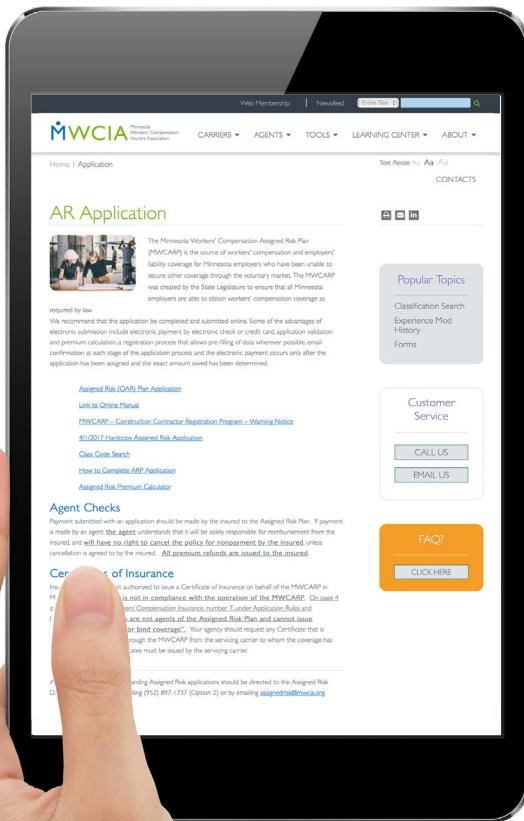 Web Membership | Newsfeed Entire Site
MWCIA Minnesota
Workers' Compensation
Insurers Association
CARRIERS AGENTS TOOLS LEARNING CENTER ABOUT
Home | Application
Text Resize Aa Aa Aa
CONTACTS
AR Application
The Minnesota Workers' Compensation Assigned Risk Plan
(MWCARP) is the source of workers' compensation and employers'
liability coverage for Minnesota employers who have been unable to
secure other coverage through the voluntary market. The MWCARP
was created by the State Legislature to ensure that all Minnesota
employers are able to obtain workers' compensation coverage as
required by law.
We recommend that the application be completed and submitted online. Some of the advantages of
electronic submission include electronic payment by electronic check or credit card, application validation
and premium calculation, a registration process that allows pre-filling of data wherever possible, email
confirmation at each stage of the application process and the electronic payment occurs only after the
application has been assigned and the exact amount owed has been determined.
Assigned Risk (OAR) Plan Application
Link to Online Manual
MWCARP – Construction Contractor Registration Program – Warning Notice
4/1/2017 Hardcopy Assigned Risk Application
Class Code Search
How to Complete ARP Application
Assigned Risk Premium Calculator
Agent Checks
Payment submitted with an application should be made by the insured to the Assigned Risk Plan. If payment
is made by an agent, the agent understands that it will be solely responsible for reimbursement from the
insured, and will have no right to cancel the policy for nonpayment by the insured, unless
cancellation is agreed to by the insured. All premium refunds are issued to the insured.
of Insurance
authorized to issue a Certificate of Insurance on behalf of the MWCARP in
is not in compliance with the operation of the MWCARP. On page 4
Compensation Insurance, number 7, under Application Rules and
are not agents of the Assigned Risk Plan and cannot issue
or bind coverage". Your agency should request any Certificate that is
through the MWCARP from the servicing carrier to whom the coverage has
must be issued by the servicing carrier.
Assigned Risk applications should be directed to the Assigned Risk
(952) 897-1737 (Option 2) or by emailing assignedrisk@mwcia.org.
in
Popular Topics
Classification Search
Experience Mod
History
Forms
Customer
Service
CALL US
EMAIL US
FAQ?
CLICK HERE